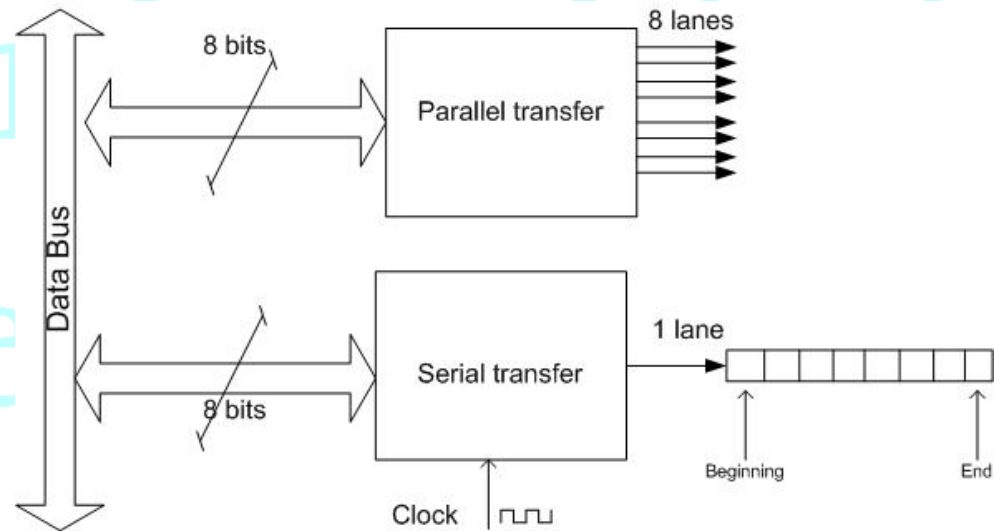 8 lanes
8 bits
Parallel transfer
Data Bus
1 lane
Serial transfer
8 bits
Beginning
End
Clock